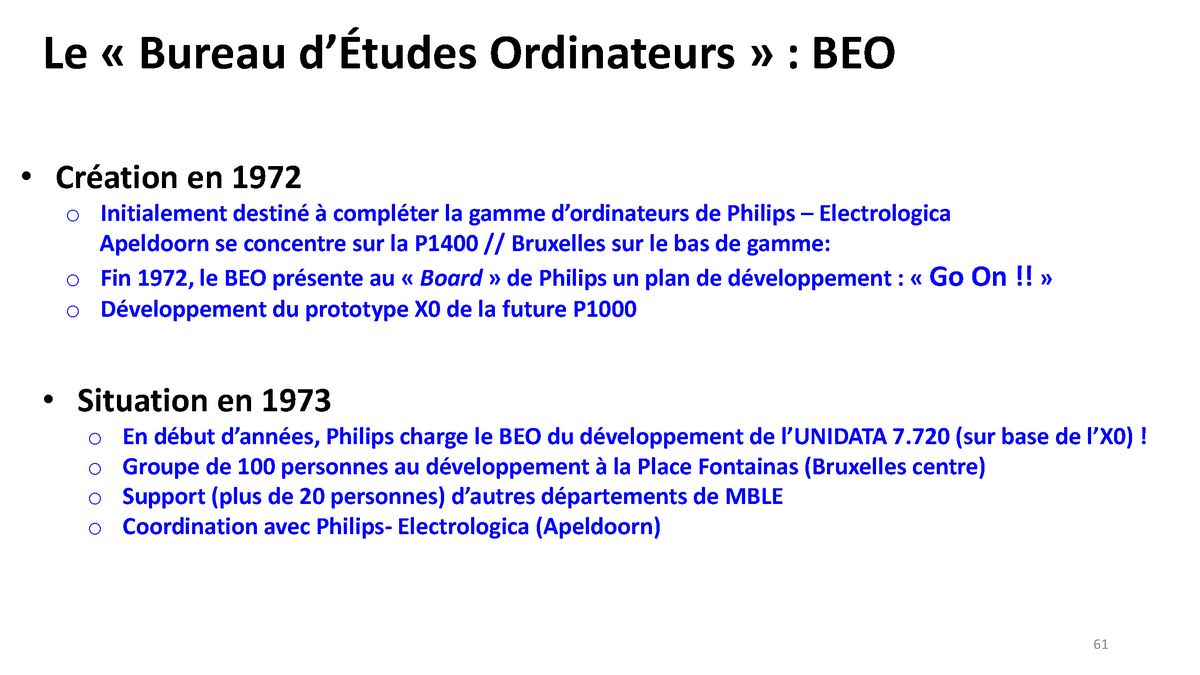 Le « Bureau d’Études Ordinateurs » : BEO
• Création en 1972
o Initialement destiné à compléter la gamme d’ordinateurs de Philips – Electrologica
Apeldoorn se concentre sur la P1400 // Bruxelles sur le bas de gamme:
o Fin 1972, le BEO présente au « Board » de Philips un plan de développement : « Go On !! »
o Développement du prototype X0 de la future P1000
• Situation en 1973
o En début d’années, Philips charge le BEO du développement de l’UNIDATA 7.720 (sur base de l’X0) !
o Groupe de 100 personnes au développement à la Place Fontainas (Bruxelles centre)
o Support (plus de 20 personnes) d’autres départements de MBLE
o Coordination avec Philips- Electrologica (Apeldoorn)
61